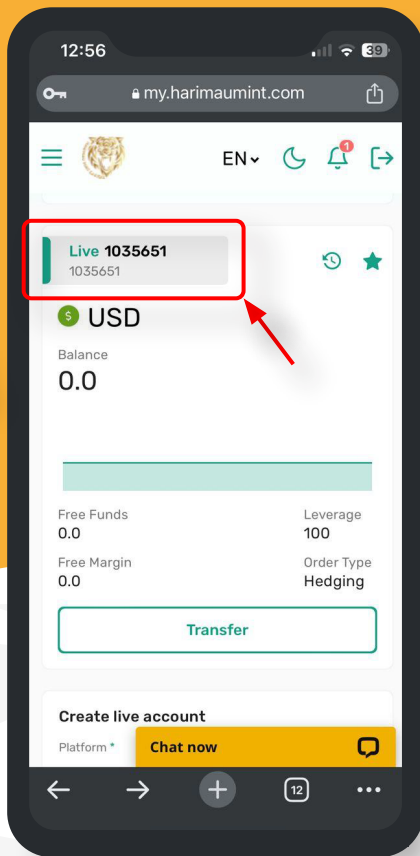 12:56
39
my.harimaumint.com
EN
1
Live 1035651
1035651
$ USD
Balance
0.0
Free Funds
Leverage
0.0
100
Free Margin
Order Type
0.0
Hedging
Transfer
Create live account
Platform *
Chat now
12